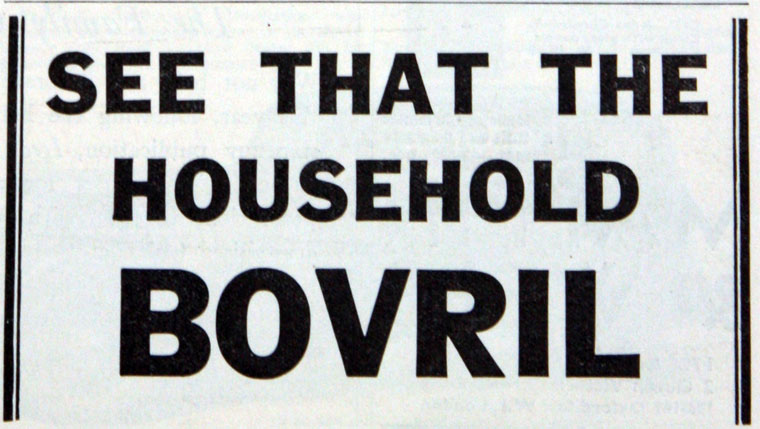 SEE THAT THE
HOUSEHOLD
BOVRIL